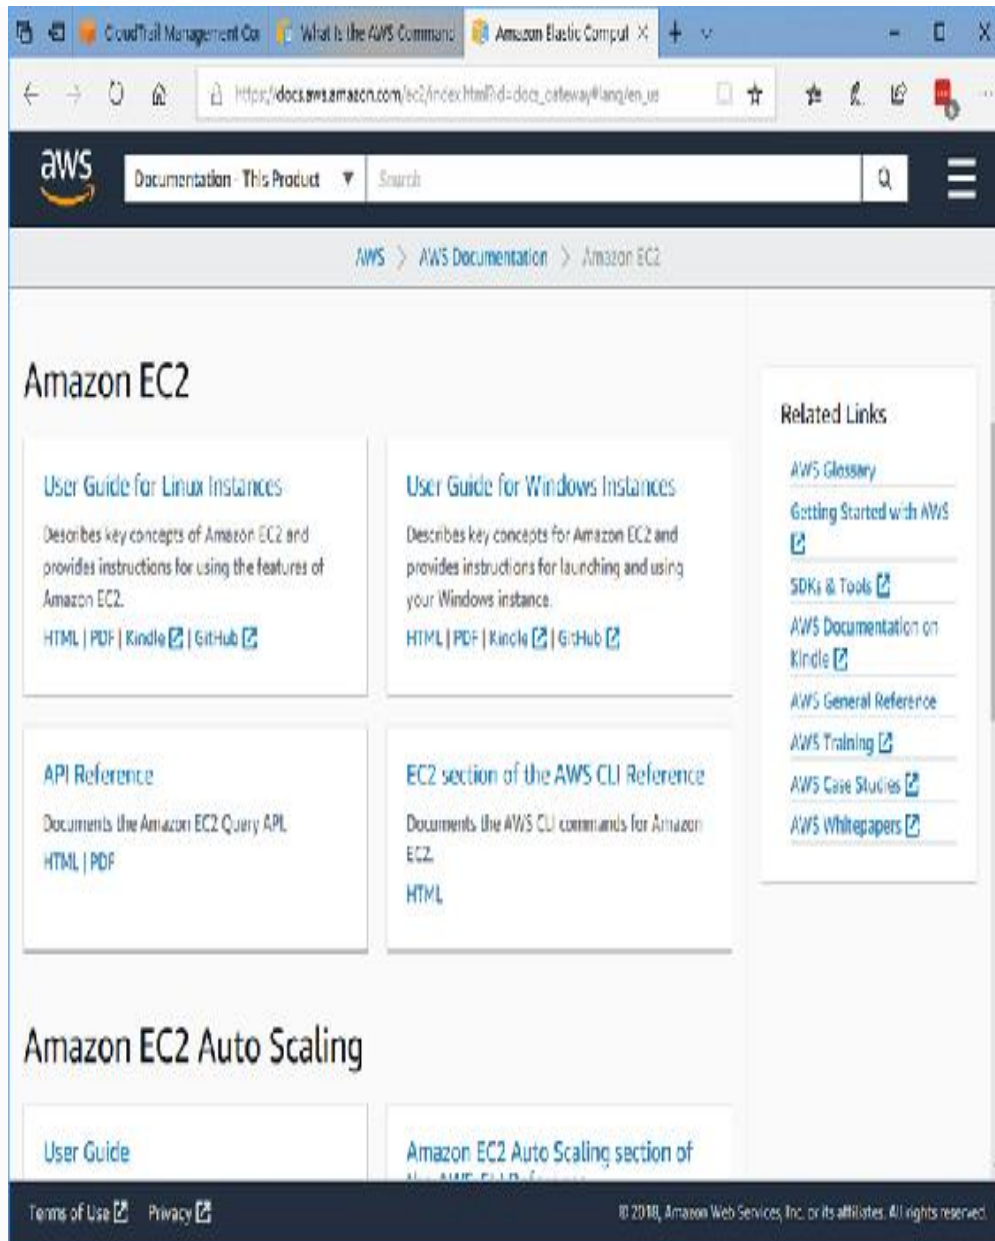 CloudTrail Management Co
What Is the AWS Command
Amazon Elastic Comput
aws
Documentation - This Product
Search
AWS > AWS Documentation > Amazon EC2
Amazon EC2
User Guide for Linux Instances
Describes key concepts of Amazon EC2 and
provides instructions for using the features of
Amazon EC2.
HTML | PDF | Kindle | GitHub
User Guide for Windows Instances
Describes key concepts for Amazon EC2 and
provides instructions for launching and using
your Windows instance.
HTML | PDF | Kindle | GitHub
API Reference
Documents the Amazon EC2 Query API.
HTML | PDF
EC2 section of the AWS CLI Reference
Documents the AWS CLI commands for Amazon
EC2.
HTML
Amazon EC2 Auto Scaling
User Guide
Amazon EC2 Auto Scaling section of
Related Links
AWS Glossary
Getting Started with AWS
SDKs & Tools
AWS Documentation on
Kindle
AWS General Reference
AWS Training
AWS Case Studies
AWS Whitepapers
Terms of Use
Privacy
© 2018, Amazon Web Services, Inc. or its affiliates. All rights reserved.